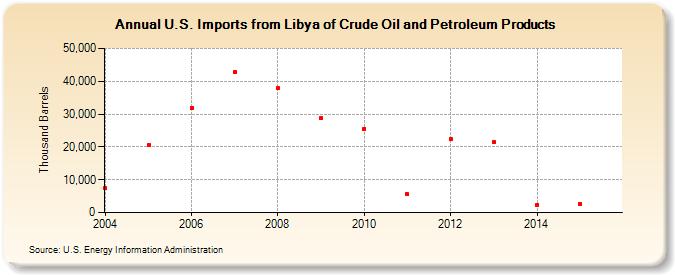 Annual U.S. Imports from Libya of Crude Oil and Petroleum Products
Thousand Barrels
50,000
40,000
30,000
20,000
10,000
0
2004 2006 2008 2010 2012 2014
Source: U.S. Energy Information Administration